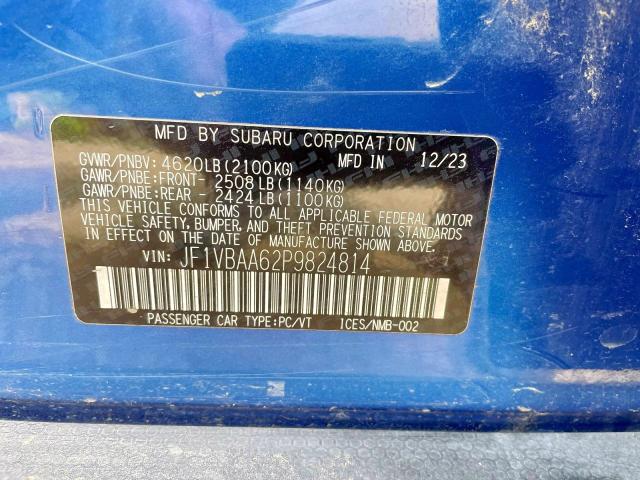 MFD BY SUBARU CORPORATION
GVWR/PNBV: 4620LB(2100KG) MFD IN 12/23
GAWR/PNBE:FRONT- 2508LB(1140KG)
GAWR/PNBE:REAR - 2424LB(1100KG)
THIS VEHICLE CONFORMS TO ALL APPLICABLE FEDERAL MOTOR
VEHICLE SAFETY, BUMPER, AND THEFT PREVENTION STANDARDS
IN EFFECT ON THE DATE OF MANUFACTURE SHOWN ABOVE.
VIN: JF1VBAA62P9824814
PASSENGER CAR TYPE:PC/VT ICES/NMB-002